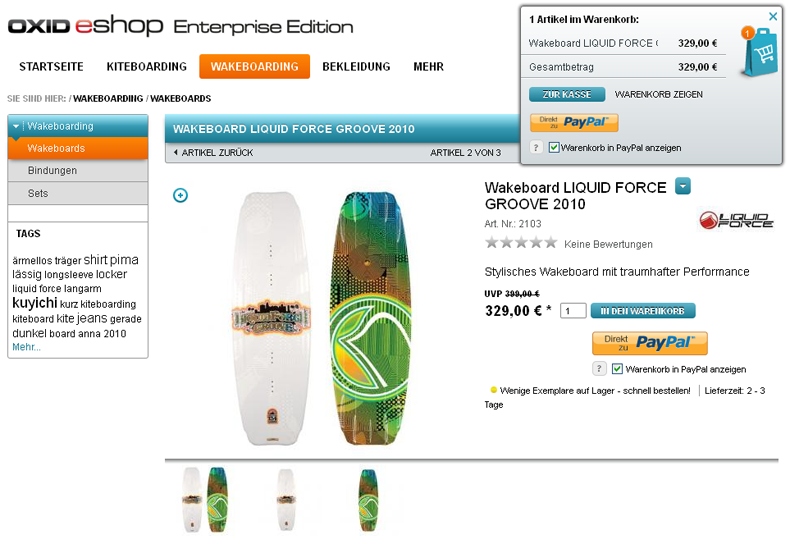 OXID eshop Enterprise Edition
STARTSEITE
KITEBOARDING
WAKEBOARDING
BEKLEIDUNG
MEHR
1 Artikel im Warenkorb:
1
Wakeboard LIQUID FORCE 329,00 €
Gesamtbetrag 329,00 €
ZUR KASSE WARENKORB ZEIGEN
Direkt zu PayPal™
? Warenkorb in PayPal anzeigen
SIE SIND HIER: / WAKEBOARDING / WAKEBOARDS
Wakeboarding
Wakeboards
Bindungen
Sets
TAGS
ärmellos träger shirt pima
lässig longsleeve locker
liquid force langarm
kuyichi kurz kiteboarding
kiteboard kite jeans gerade
dunkel board anna 2010
Mehr...
WAKEBOARD LIQUID FORCE GROOVE 2010
ARTIKEL ZURÜCK
ARTIKEL 2 VON 3
Wakeboard LIQUID FORCE
GROOVE 2010
Art. Nr.: 2103
LIQUID
FORCE
Keine Bewertungen
Stylisches Wakeboard mit traumhafter Performance
UVP 399,00 €
329,00 € * 1 IN DEN WARENKORB
Direkt zu PayPal™
? Warenkorb in PayPal anzeigen
Wenige Exemplare auf Lager - schnell bestellen! | Lieferzeit: 2 - 3
Tage